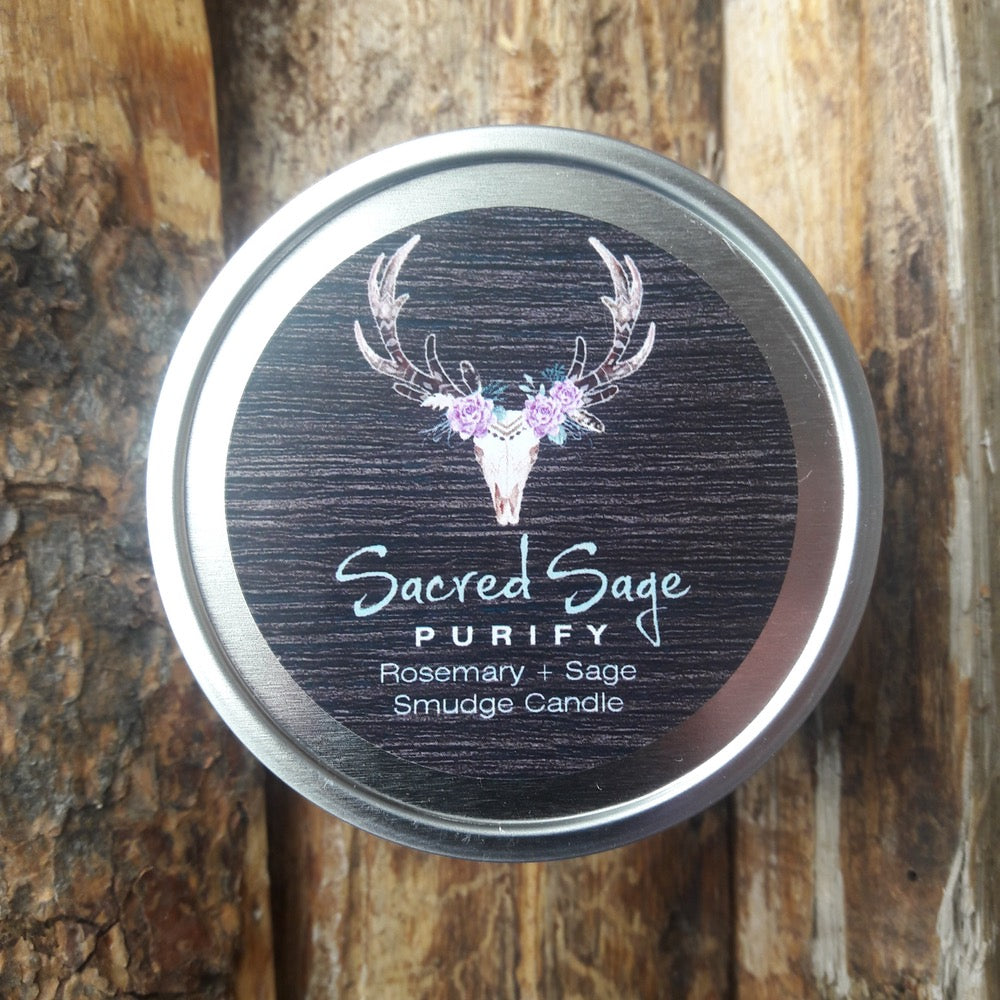 Sacred Sage
PURIFY
Rosemary + Sage
Smudge Candle